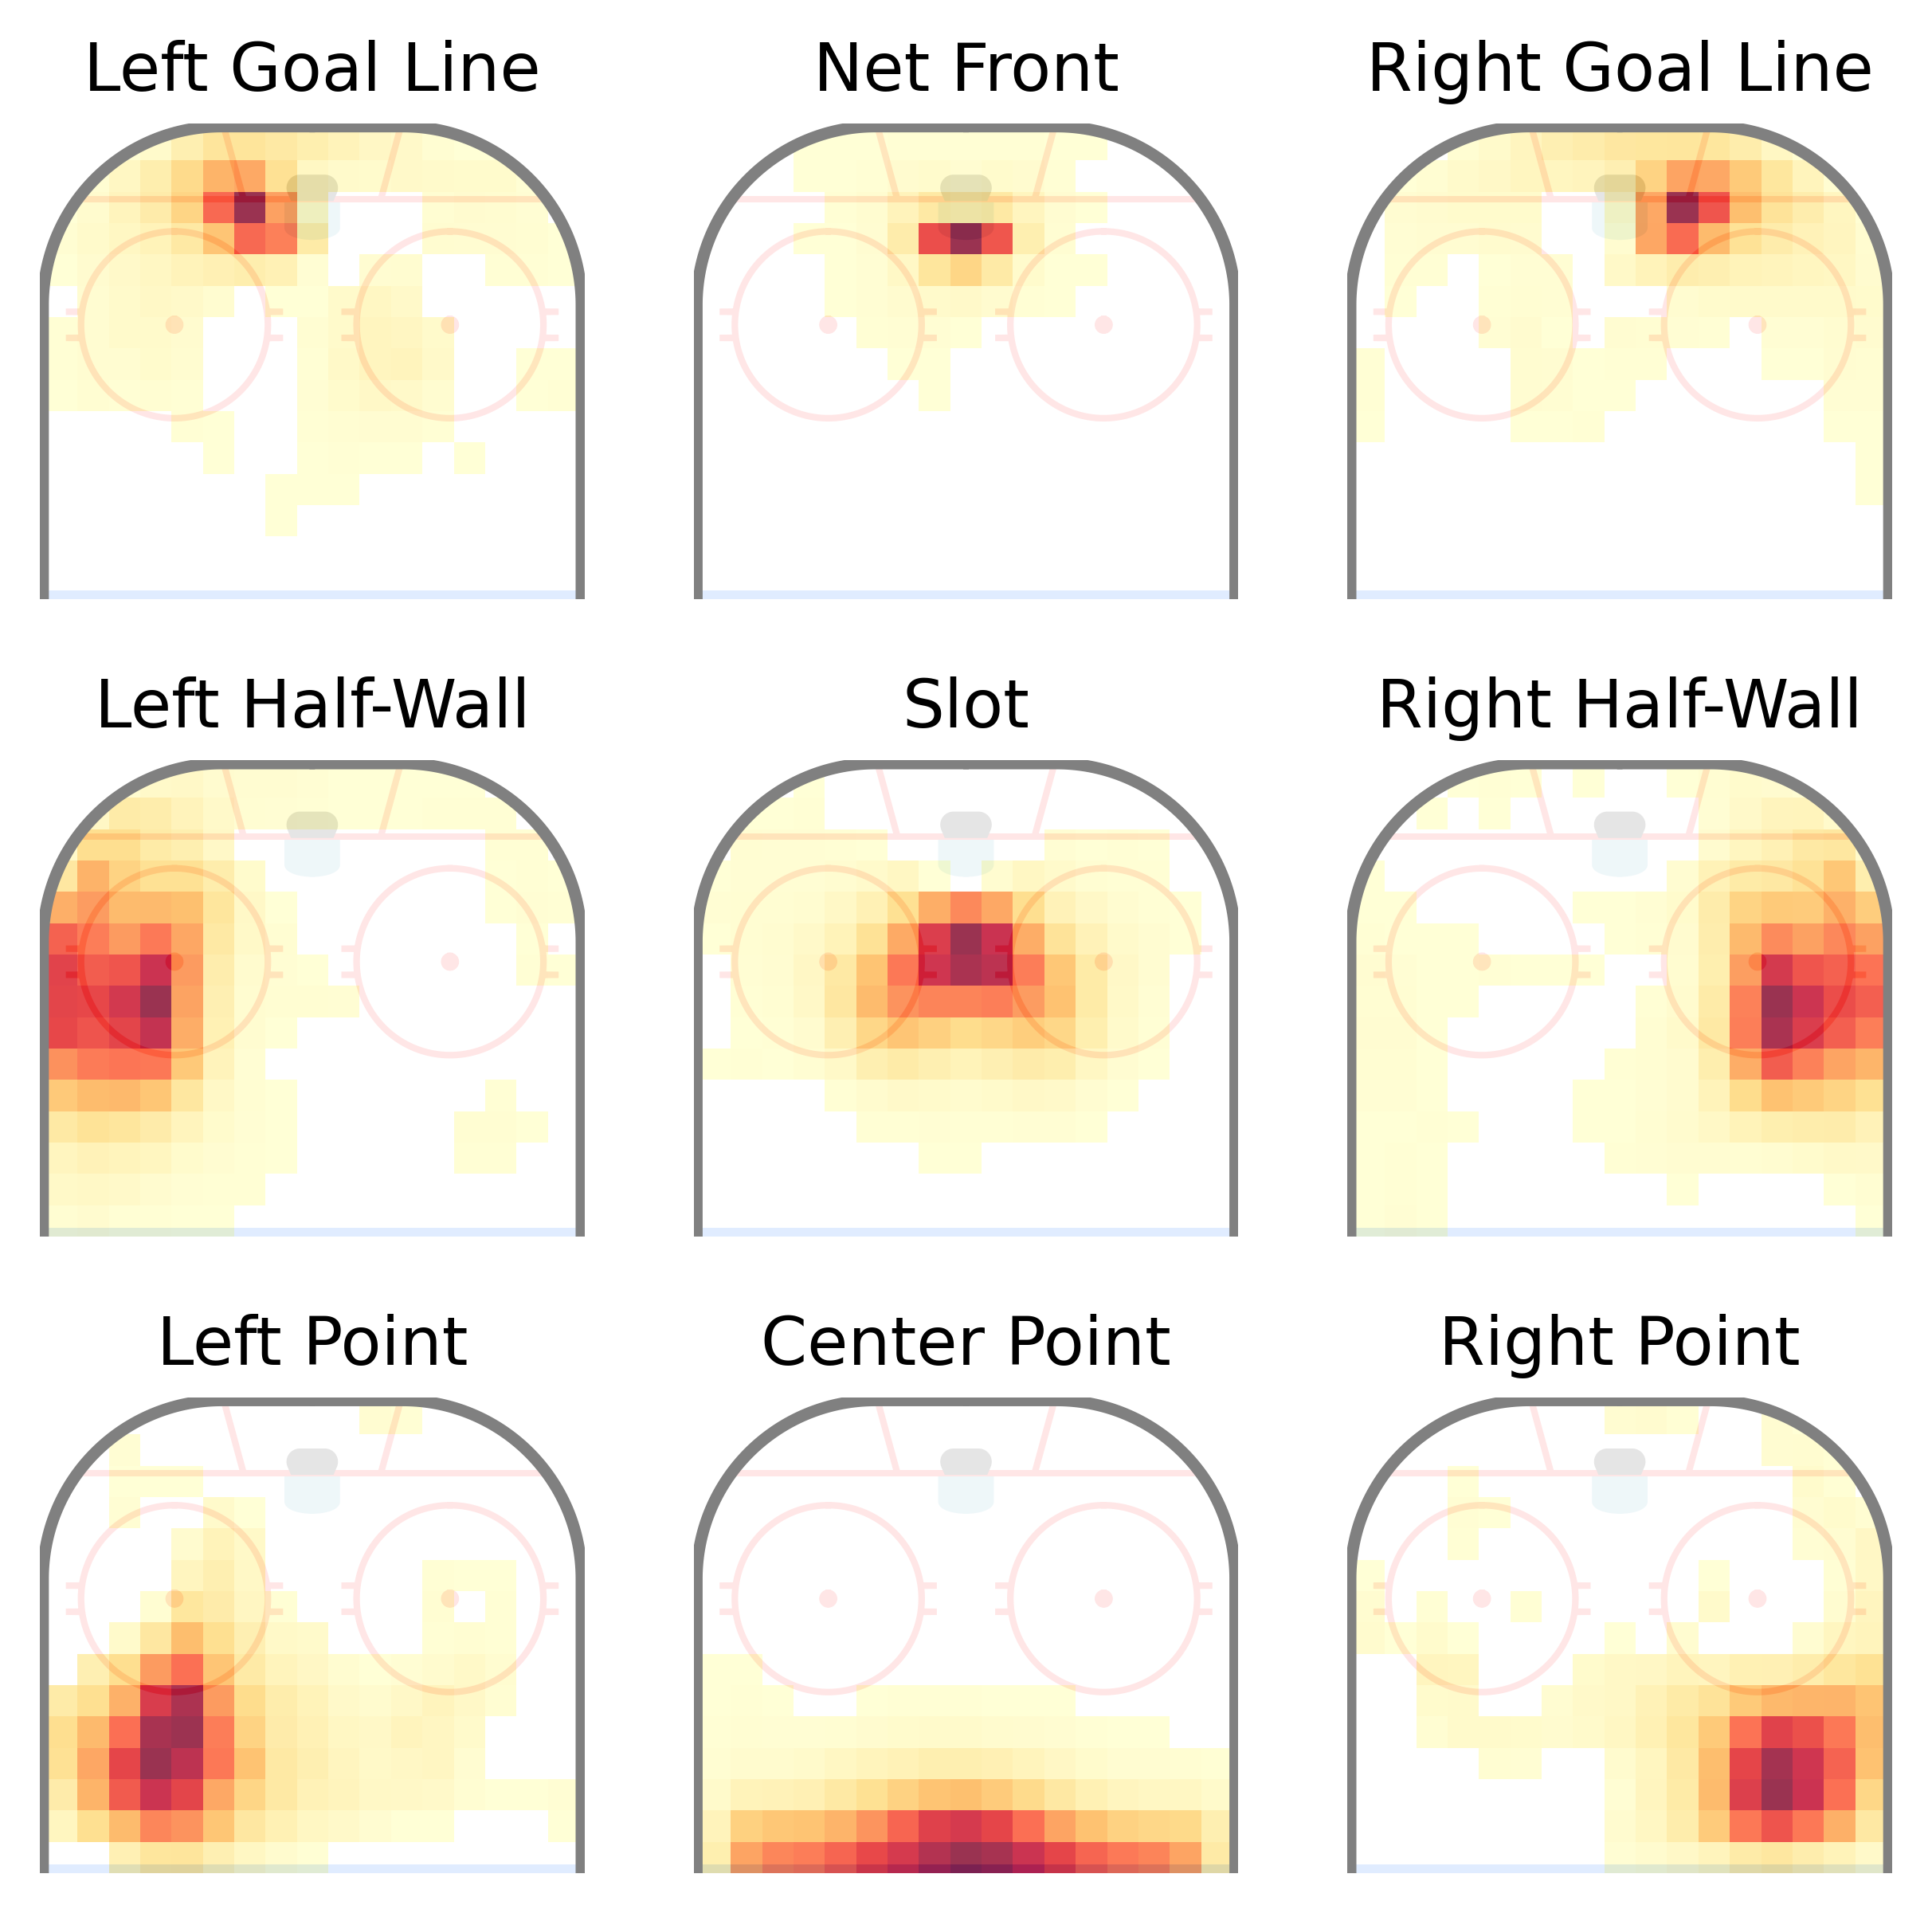 Left Goal Line
Net Front
Right Goal Line
Left Half-Wall
Slot
Right Half-Wall
Left Point
Center Point
Right Point